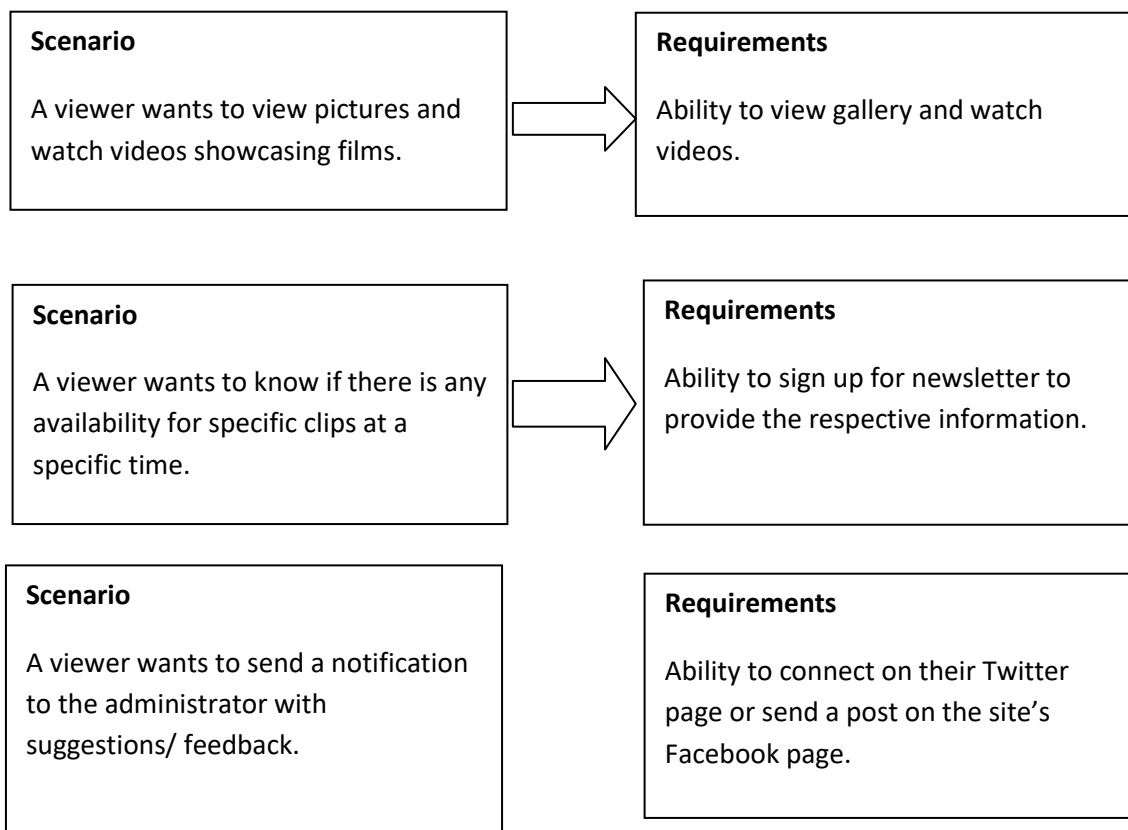 Scenario
A viewer wants to view pictures and
watch videos showcasing films.
Requirements
Ability to view gallery and watch
videos.
Scenario
A viewer wants to know if there is any
availability for specific clips at a
specific time.
Requirements
Ability to sign up for newsletter to
provide the respective information.
Scenario
A viewer wants to send a notification
to the administrator with
suggestions/ feedback.
Requirements
Ability to connect on their Twitter
page or send a post on the site’s
Facebook page.